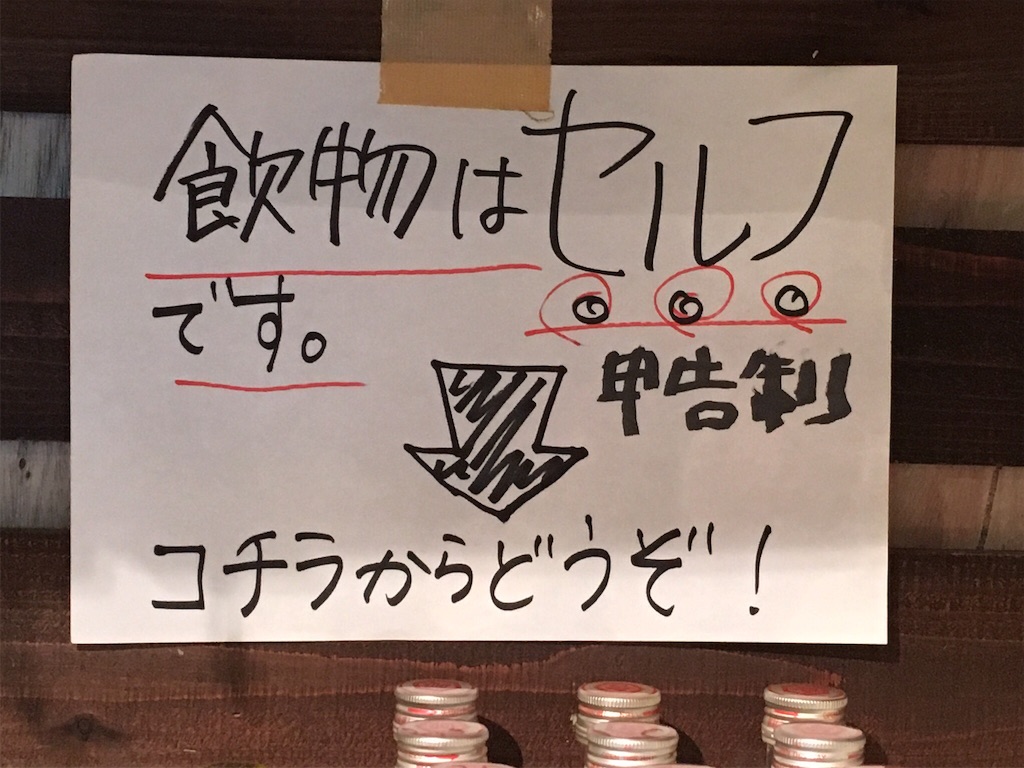 飲物はセルフ
です。
申告制
コチラからどうぞ!